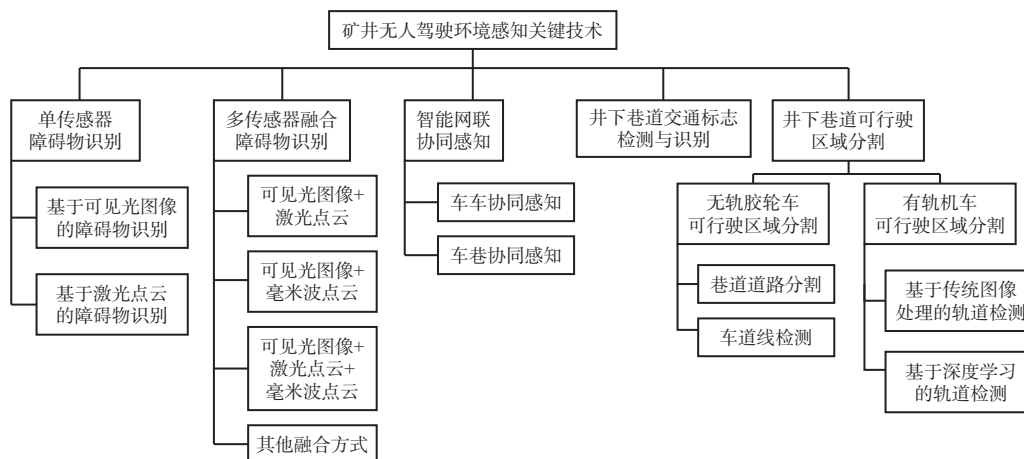 矿井无人驾驶环境感知关键技术
单传感器
障碍物识别
基于可见光图像
的障碍物识别
基于激光点云
的障碍物识别
多传感器融合
障碍物识别
可见光图像+
激光点云
可见光图像+
毫米波点云
可见光图像+
激光点云+
毫米波点云
其他融合方式
智能网联
协同感知
车车协同感知
车巷协同感知
井下巷道交通标志
检测与识别
井下巷道可行驶
区域分割
无轨胶轮车
可行驶区域分割
巷道道路分割
车道线检测
有轨机车
可行驶区域分割
基于传统图像
处理的轨道检测
基于深度学习
的轨道检测